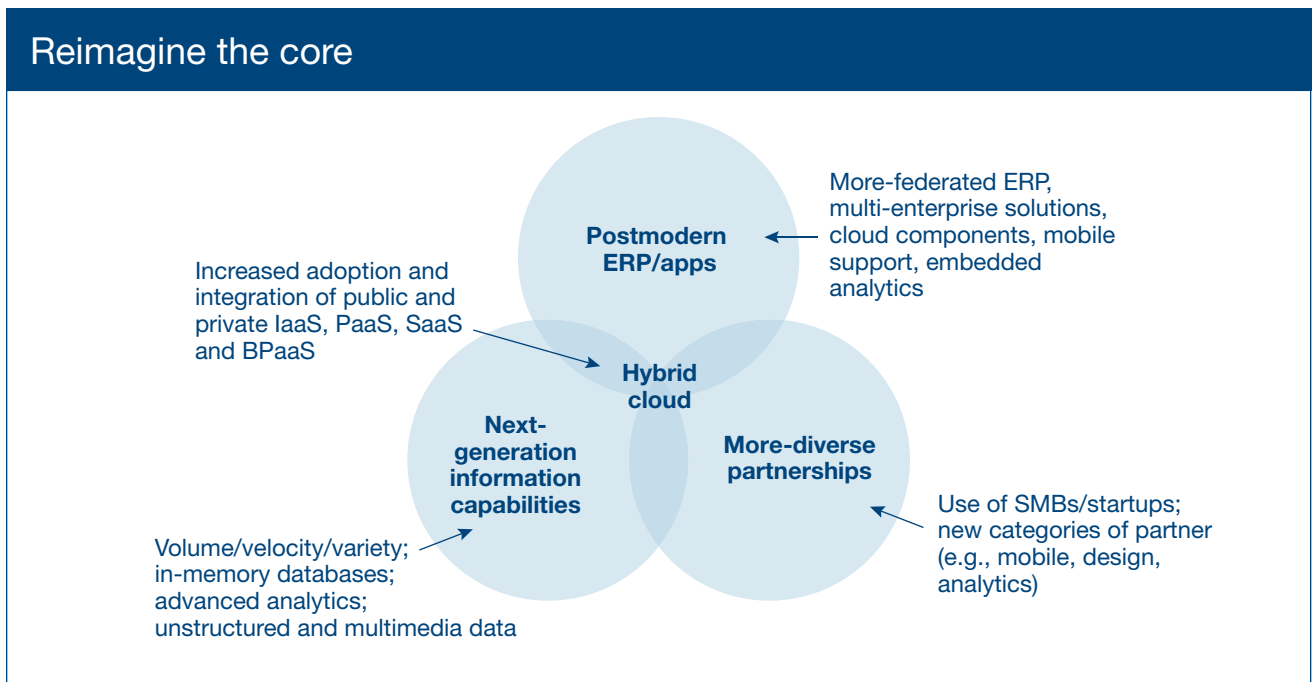 Reimagine the core
Postmodern
ERP/apps
More-federated ERP,
multi-enterprise solutions,
cloud components, mobile
support, embedded
analytics
Increased adoption and
integration of public and
private IaaS, PaaS, SaaS
and BPaaS
Hybrid
cloud
Next-
generation
information
capabilities
More-diverse
partnerships
Use of SMBs/startups;
new categories of partner
(e.g., mobile, design,
analytics)
Volume/velocity/variety;
in-memory databases;
advanced analytics;
unstructured and multimedia data